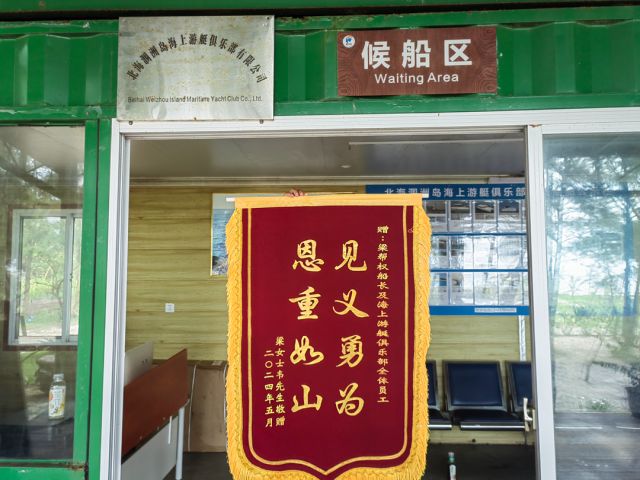 北海涠洲岛海上游艇俱乐部有限公司
Beihai Weizhou Island Maritime Yacht Club Co., Ltd.
候船区
Waiting Area
北海涠洲岛海上游艇俱乐部
赠：梁帮权船长及海上游艇俱乐部全体员工
见义勇为
恩重如山
梁女士韦先生敬赠
二〇二四年五月